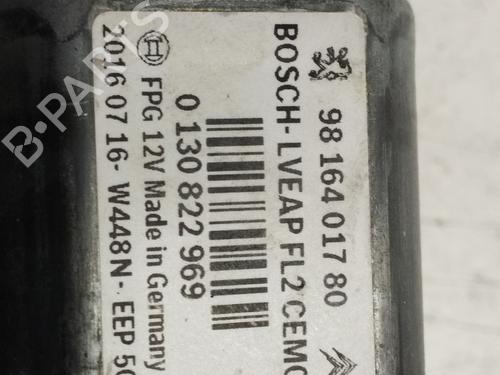 98 164 017 80
BOSCH-LVEAP FL2 CEMO
0 130 822 969
FPG 12V Made in Germany
2016 07 16- W448N- EEP 50
B-PARTS